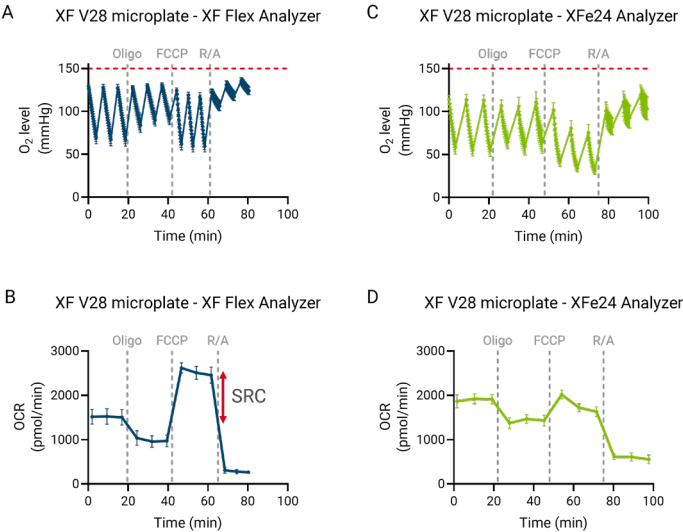 A
XF V28 microplate - XF Flex Analyzer
Oligo FCCP R/A
O2 level
(mmHg)
150
100
50
0
0 20 40 60 80 100
Time (min)
C
XF V28 microplate - XFe24 Analyzer
Oligo FCCP R/A
O2 level
(mmHg)
150
100
50
0
0 20 40 60 80 100
Time (min)
B
XF V28 microplate - XF Flex Analyzer
Oligo FCCP R/A
OCR
(pmol/min)
3000
2000
1000
0
SRC
0 20 40 60 80 100
Time (min)
D
XF V28 microplate - XFe24 Analyzer
Oligo FCCP R/A
OCR
(pmol/min)
3000
2000
1000
0
0 20 40 60 80 100
Time (min)